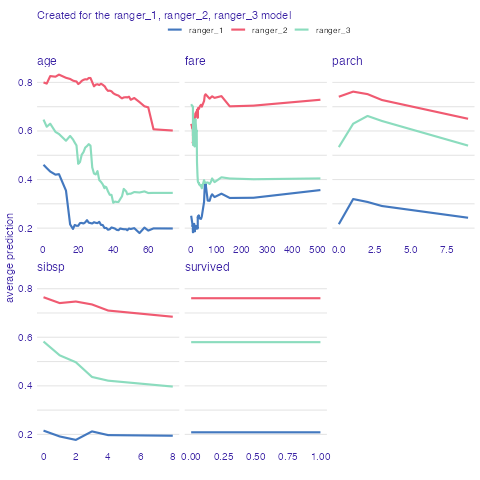 Created for the ranger_1, ranger_2, ranger_3 model
ranger_1 ranger_2 ranger_3
age fare parch
0.8
0.6
0.4
0.2
0 20 40 60 0 100 200 300 400 500 0.0 2.5 5.0 7.5
average prediction
sibsp survived
0.8
0.6
0.4
0.2
0 2 4 6 8 0.00 0.25 0.50 0.75 1.00